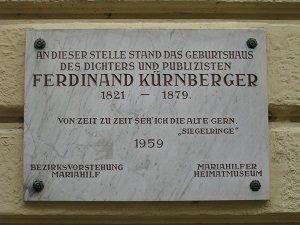 AN DIESER STELLE STAND DAS GEBURTSHAUS
DES DICHTERS UND PUBLIZISTEN
FERDINAND KÜRNBERGER
1821 – 1879.
VON ZEIT ZU ZEIT SEH'ICH DIE ALTE GERN.
„SIEGELRINGE"
1959
BEZIRKSVORSTEHUNG
MARIAHILF
MARIAHILFER
HEIMATMUSEUM